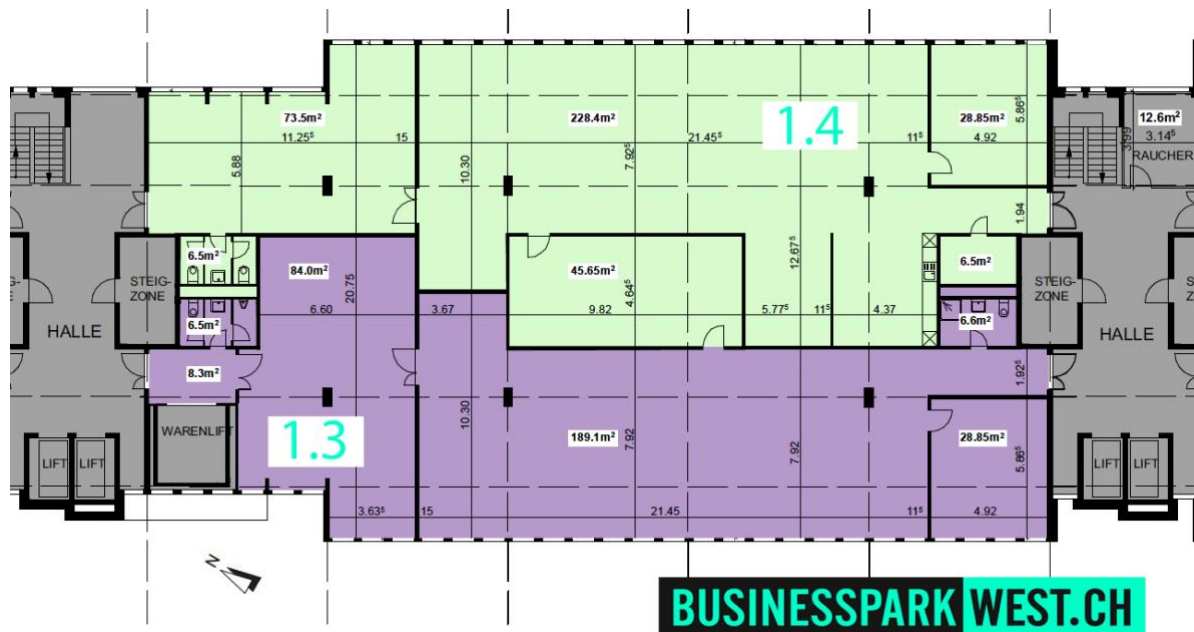 73.5m²
11.25⁵
15
5.88
228.4m²
21.45⁵
11⁵
7.92⁵
10.30
1.4
28.85m²
4.92
5.86⁵
12.6m²
3.14⁵
3.99
RAUCHER
1.94
6.5m²
84.0m²
20.75
6.60
3.67
45.65m²
4.64⁵
9.82
12.67⁵
5.77⁵
11⁵
4.37
6.5m²
STEIG-
ZONE
STEIG-
ZONE
6.5m²
6.6m²
HALLE
HALLE
8.3m²
1.92⁵
WARENLIFT
1.3
10.30
189.1m²
7.92
7.92
28.85m²
5.86⁵
4.92
LIFT
LIFT
LIFT
LIFT
3.63⁵
15
21.45
11⁵
N
BUSINESSPARK WEST.CH